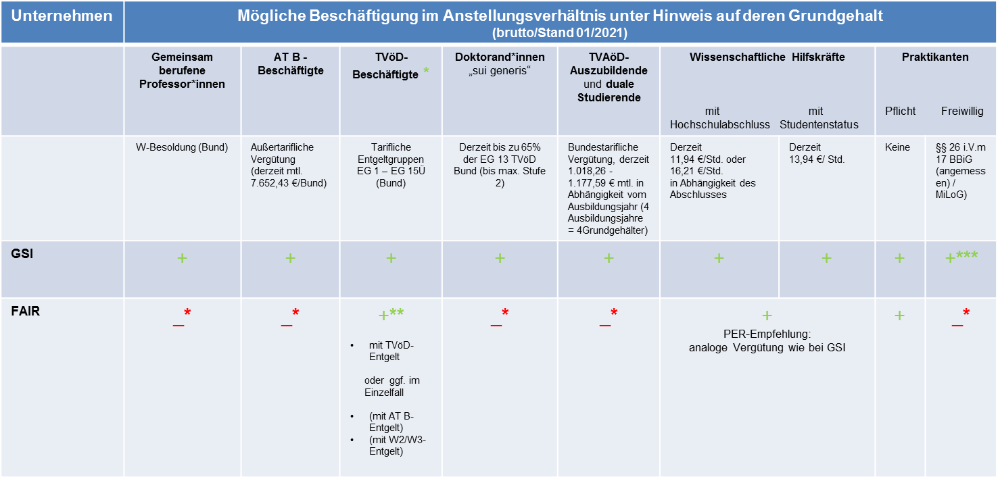 Unternehmen
Mögliche Beschäftigung im Anstellungsverhältnis unter Hinweis auf deren Grundgehalt
(brutto/Stand 01/2021)
Gemeinsam
berufene
Professor*innen
AT B -
Beschäftigte
TVöD-
Beschäftigte *
Doktorand*innen
„sui generis“
TVAöD-
Auszubildende
und duale
Studierende
Wissenschaftliche Hilfskräfte
mit
Hochschulabschluss
mit
Studentenstatus
Praktikanten
Pflicht
Freiwillig
W-Besoldung (Bund)
Außertarifliche
Vergütung
(derzeit mtl.
7.652,43 €/Bund)
Tarifliche
Entgeltgruppen
EG 1 – EG 15Ü
(Bund)
Derzeit bis zu 65%
der EG 13 TVöD
Bund (bis max. Stufe
2)
Bundestarifliche
Vergütung, derzeit
1.018,26 -
1.177,59 € mtl. in
Abhängigkeit vom
Ausbildungsjahr (4
Ausbildungsjahre
= 4Grundgehälter)
Derzeit
11,94 €/Std. oder
16,21 €/Std.
in Abhängigkeit des
Abschlusses
Derzeit
13,94 €/ Std.
Keine
§§ 26 i.V.m
17 BBiG
(angemess
en) /
MiLoG)
GSI
+
+
+
+
+
+
+
+
+***
FAIR
_*
_*
+**
• mit TVöD-
Entgelt
oder ggf. im
Einzelfall
• (mit AT B-
Entgelt)
• (mit W2/W3-
Entgelt)
_*
_*
+
PER-Empfehlung:
analoge Vergütung wie bei GSI
+
_*